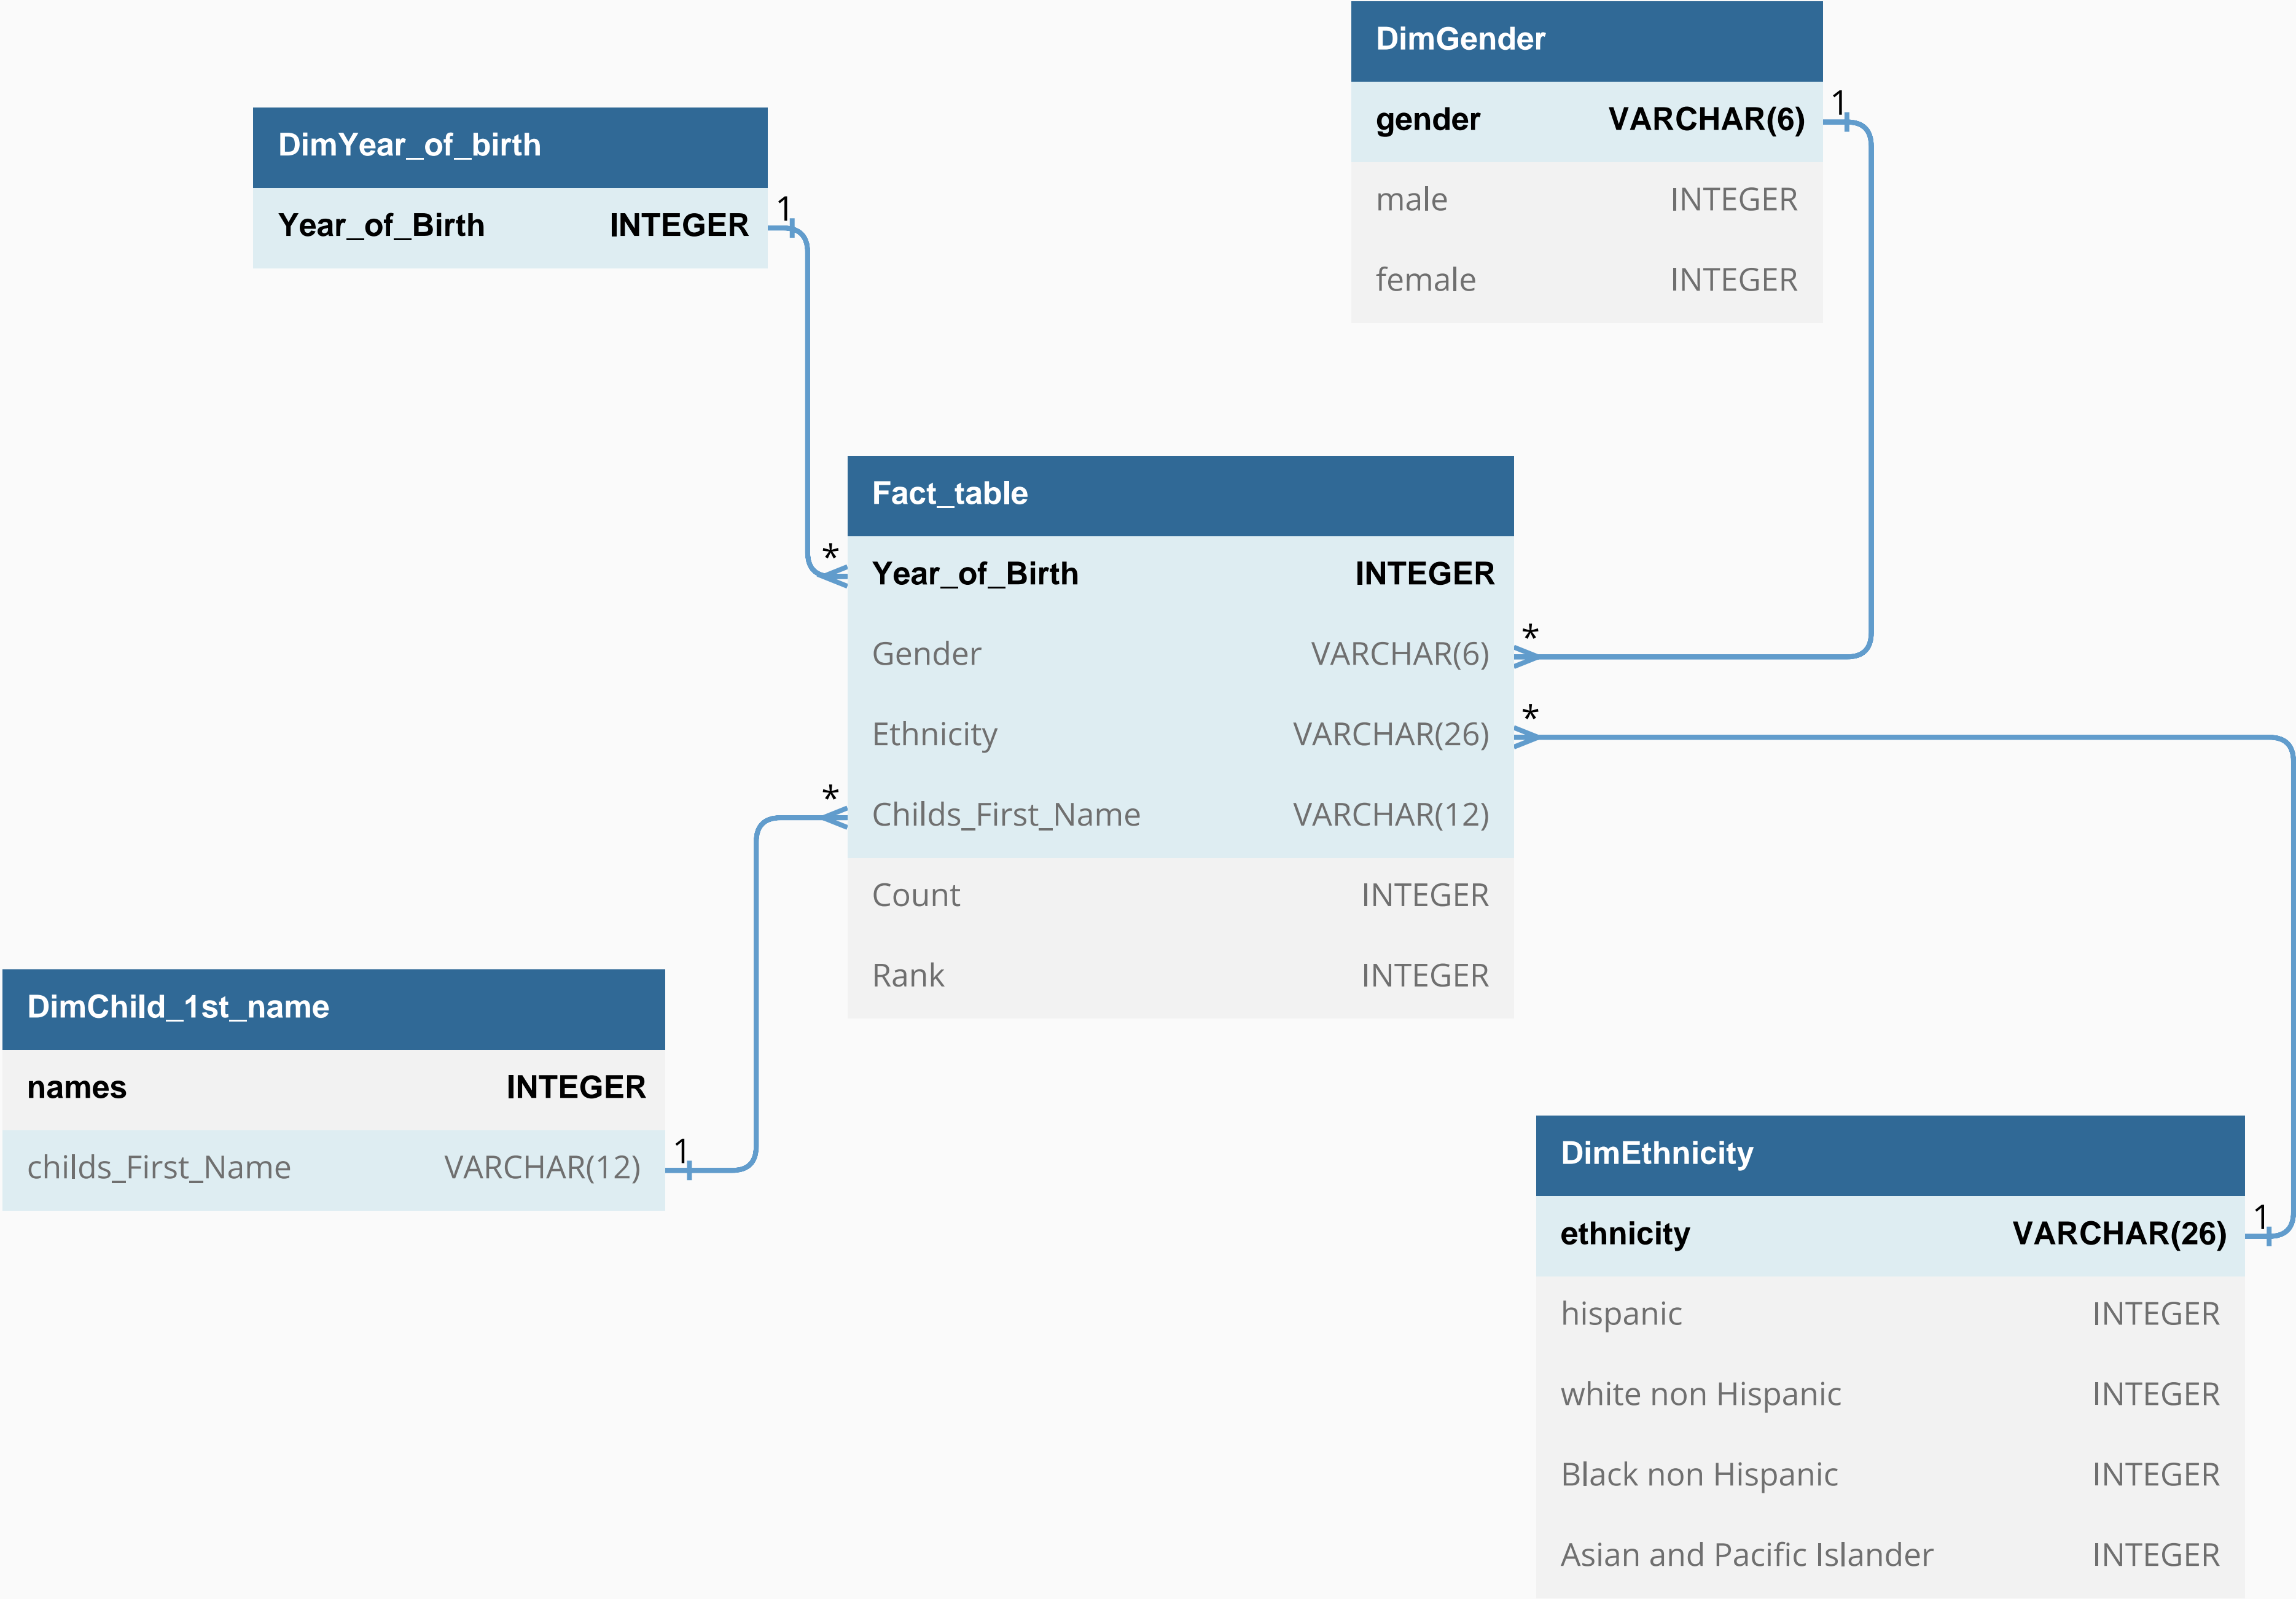 DimGender
gender VARCHAR(6) 1
male INTEGER
female INTEGER
DimYear_of_birth
Year_of_Birth INTEGER 1
Fact_table
* Year_of_Birth INTEGER
Gender VARCHAR(6) *
Ethnicity VARCHAR(26) *
* Childs_First_Name VARCHAR(12)
Count INTEGER
Rank INTEGER
DimChild_1st_name
names INTEGER
childs_First_Name VARCHAR(12) 1
DimEthnicity
ethnicity VARCHAR(26) 1
hispanic INTEGER
white non Hispanic INTEGER
Black non Hispanic INTEGER
Asian and Pacific Islander INTEGER